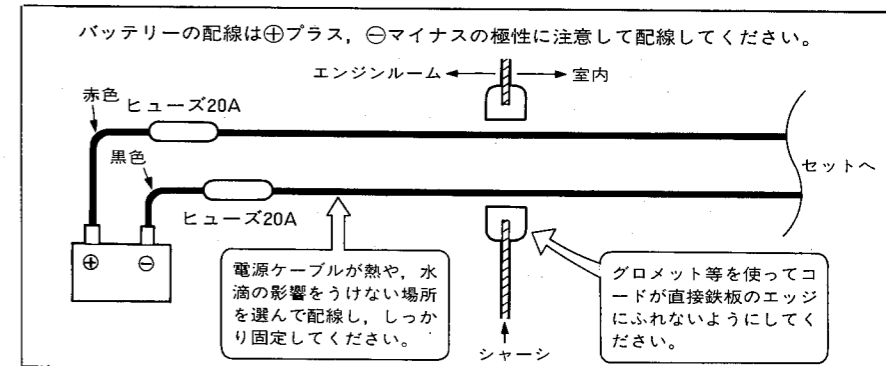 バッテリーの配線は⊕プラス，⊖マイナスの極性に注意して配線してください。
エンジンルーム
室内
赤色
ヒューズ20A
黒色
セットへ
ヒューズ20A
⊕
⊖
電源ケーブルが熱や，水
滴の影響をうけない場所
を選んで配線し，しっか
り固定してください。
グロメット等を使ってコ
ードが直接鉄板のエッジ
にふれないようにしてく
ださい。
シャーシ